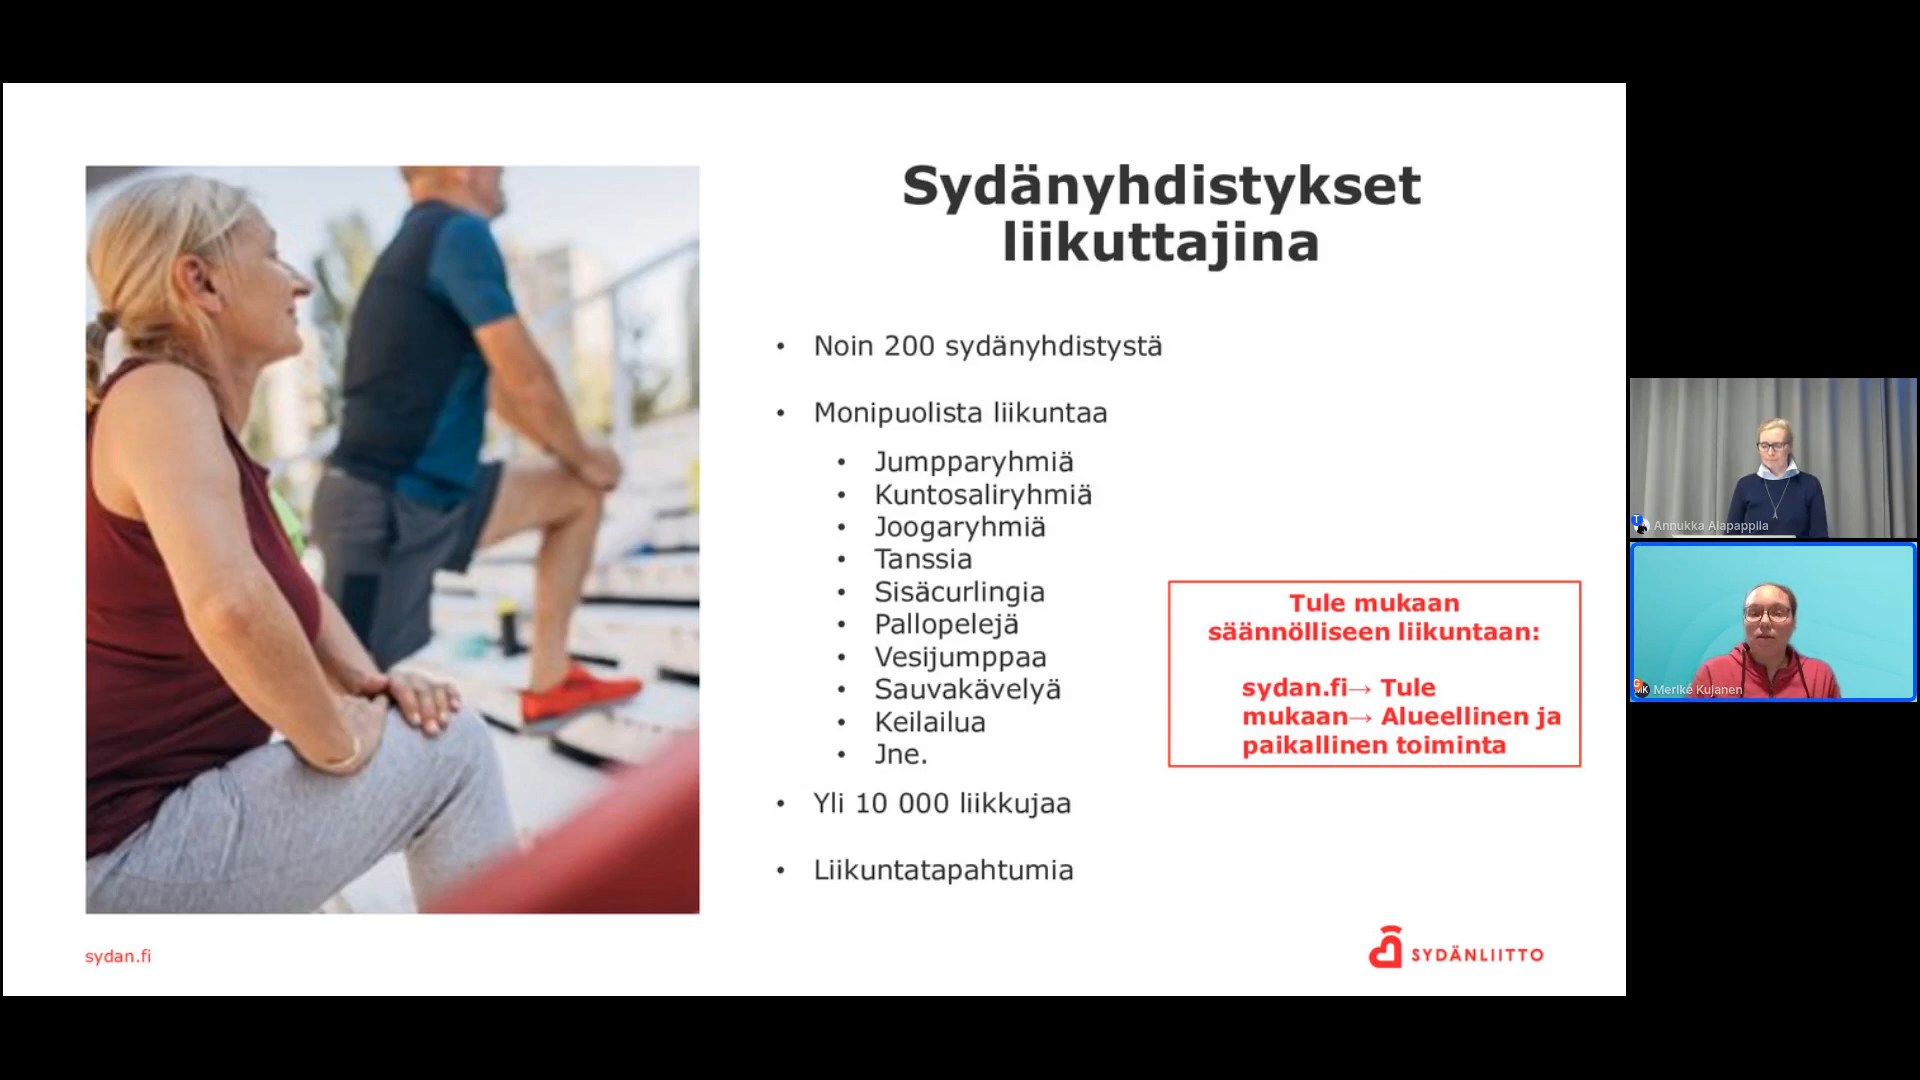 Sydänyhdistykset
liikuttajina
• Noin 200 sydänyhdistystä
• Monipuolista liikuntaa
• Jumpparyhmiä
• Kuntosaliryhmiä
• Joogaryhmiä
• Tanssia
• Sisäcurlingia
• Pallopelejä
• Vesijumppaa
• Sauvakävelyä
• Keilailua
• Jne.
• Yli 10 000 liikkujaa
• Liikuntatapahtumia
Tule mukaan
säännölliseen liikuntaan:
sydan.fi→ Tule
mukaan→ Alueellinen ja
paikallinen toiminta
sydan.fi
SYDÄNLIITTO
Annukka Alapappila
Merike Kujanen